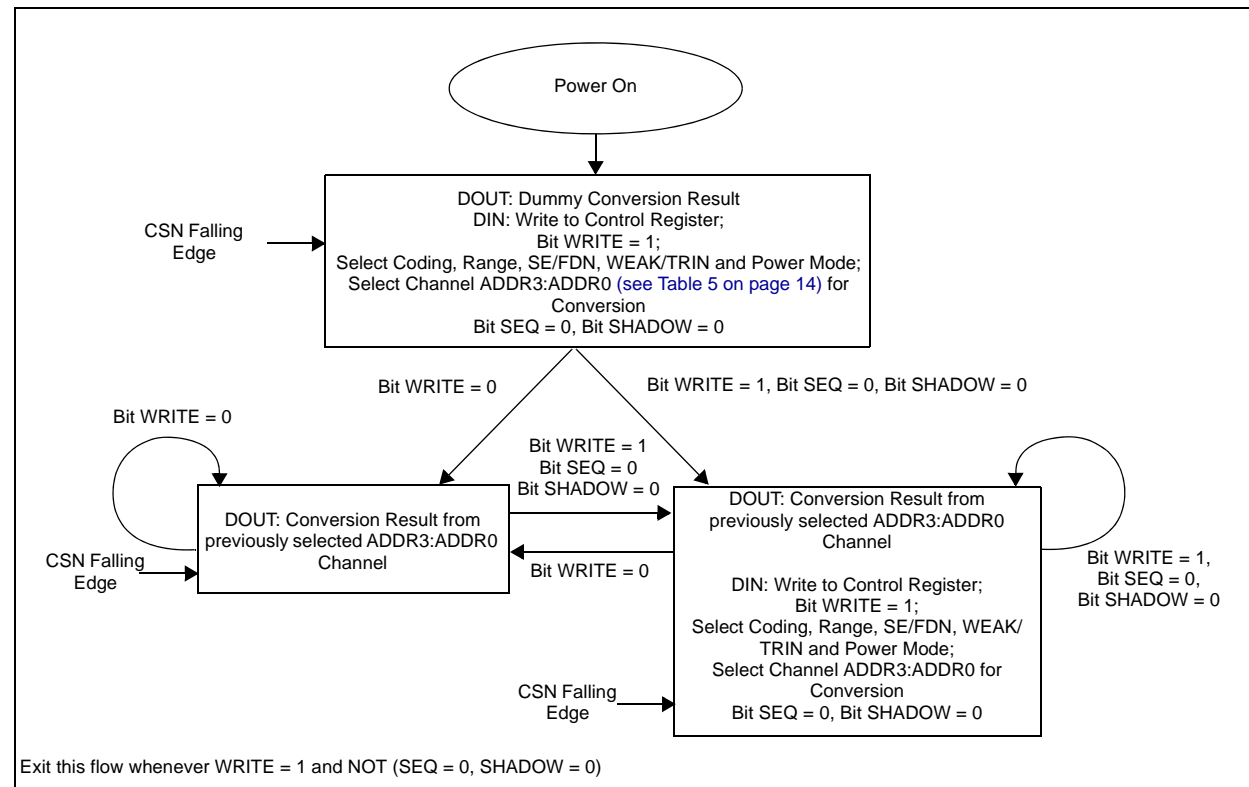 Power On
CSN Falling
Edge
DOUT: Dummy Conversion Result
DIN: Write to Control Register;
Bit WRITE = 1;
Select Coding, Range, SE/FDN, WEAK/TRIN and Power Mode;
Select Channel ADDR3:ADDR0 (see Table 5 on page 14) for
Conversion
Bit SEQ = 0, Bit SHADOW = 0
Bit WRITE = 0
Bit WRITE = 1, Bit SEQ = 0, Bit SHADOW = 0
Bit WRITE = 0
Bit WRITE = 1
Bit SEQ = 0
Bit SHADOW = 0
DOUT: Conversion Result from
previously selected ADDR3:ADDR0
Channel
CSN Falling
Edge
Bit WRITE = 0
DOUT: Conversion Result from
previously selected ADDR3:ADDR0
Channel
DIN: Write to Control Register;
Bit WRITE = 1;
Select Coding, Range, SE/FDN, WEAK/
TRIN and Power Mode;
Select Channel ADDR3:ADDR0 for
Conversion
Bit SEQ = 0, Bit SHADOW = 0
Bit WRITE = 1,
Bit SEQ = 0,
Bit SHADOW = 0
CSN Falling
Edge
Exit this flow whenever WRITE = 1 and NOT (SEQ = 0, SHADOW = 0)